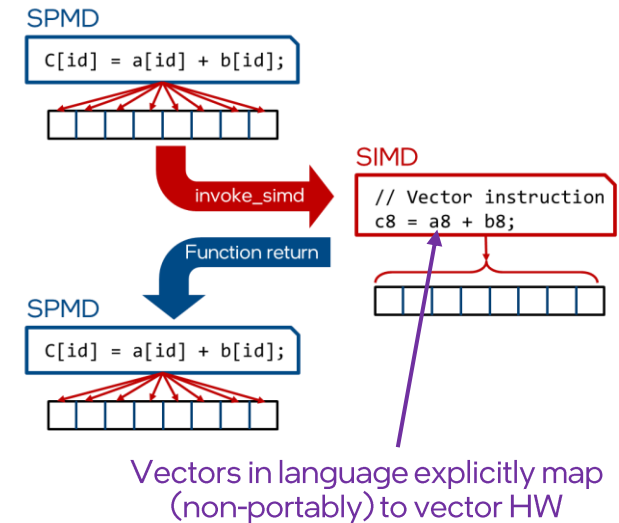 SPMD
C[id] = a[id] + b[id];
invoke_simd
SIMD
// Vector instruction
c8 = a8 + b8;
Function return
SPMD
C[id] = a[id] + b[id];
Vectors in language explicitly map
(non-portably) to vector HW